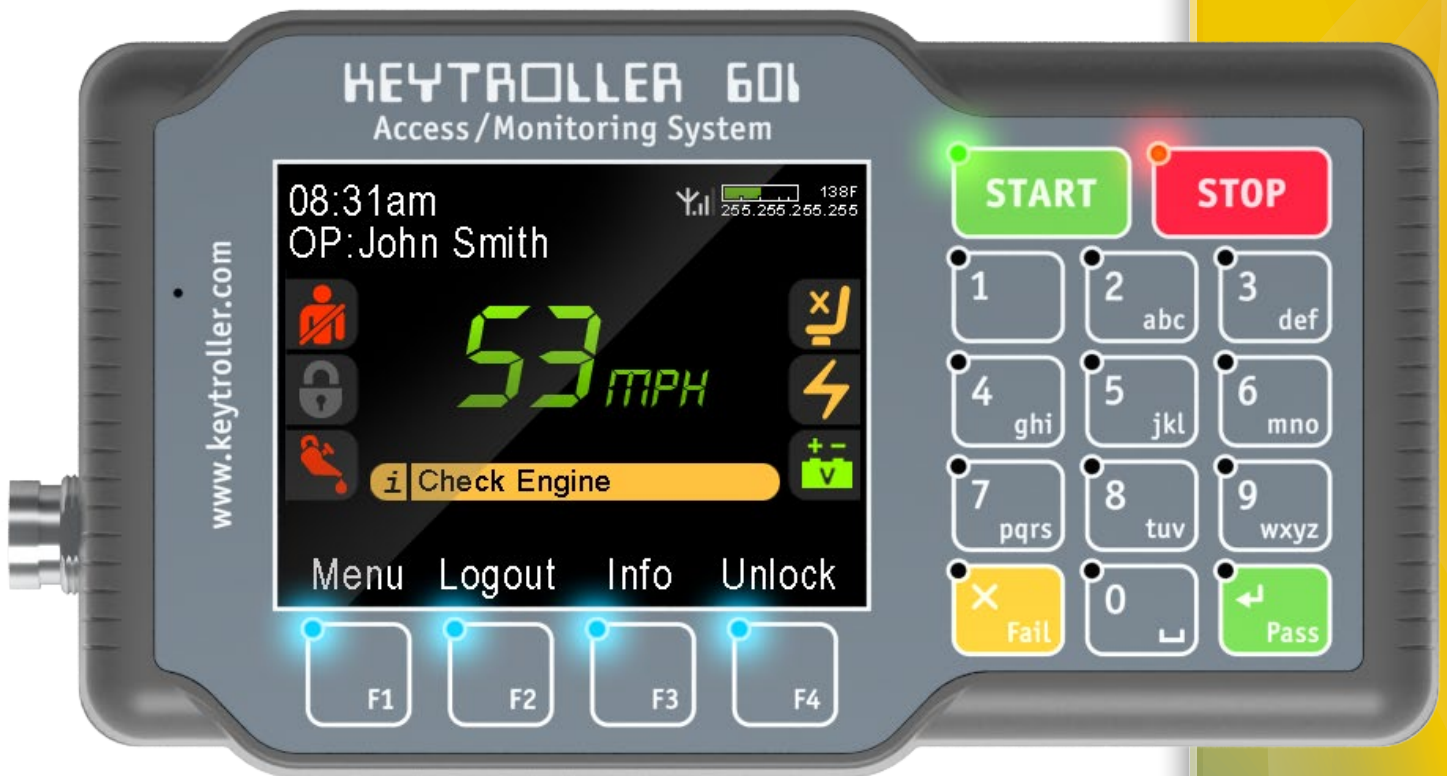 KEYTROLLER 601
Access/Monitoring System
www.keytroller.com
08:31am
138F
255.255.255.255
OP:John Smith
53 MPH
i Check Engine
+ -
V
Menu Logout Info Unlock
F1 F2 F3 F4
START STOP
1 2 abc 3 def
4 ghi 5 jkl 6 mno
7 pqrs 8 tuv 9 wxyz
Fail 0 Pass